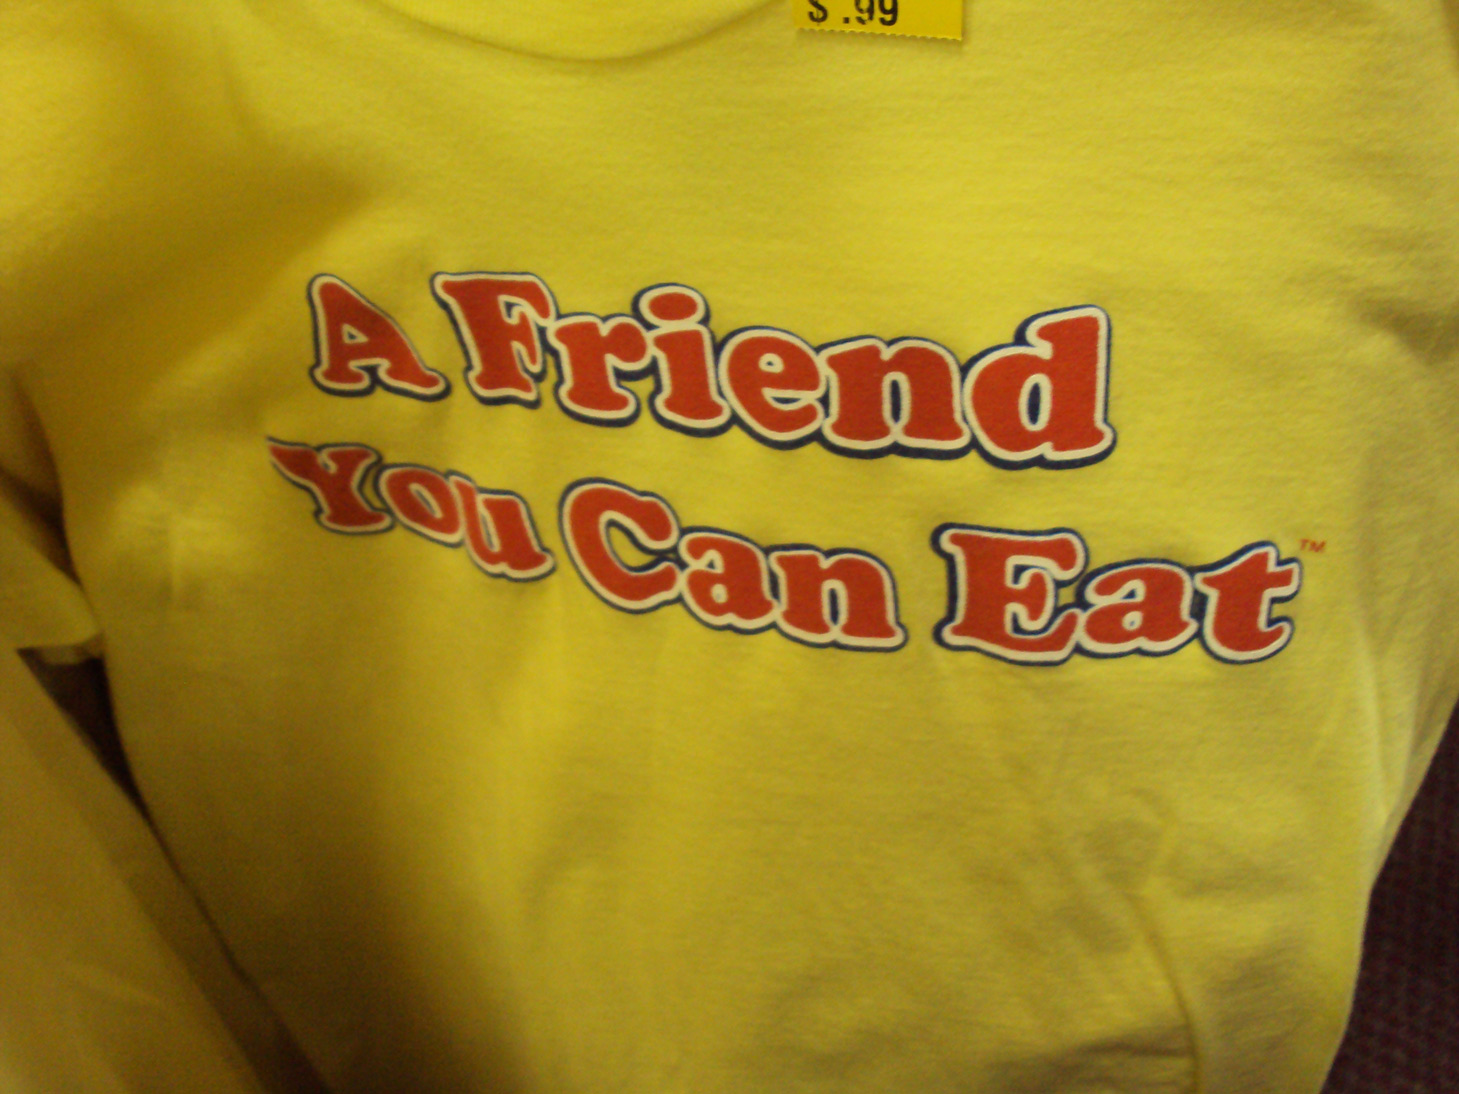 $ .99
A Friend
You Can Eat™